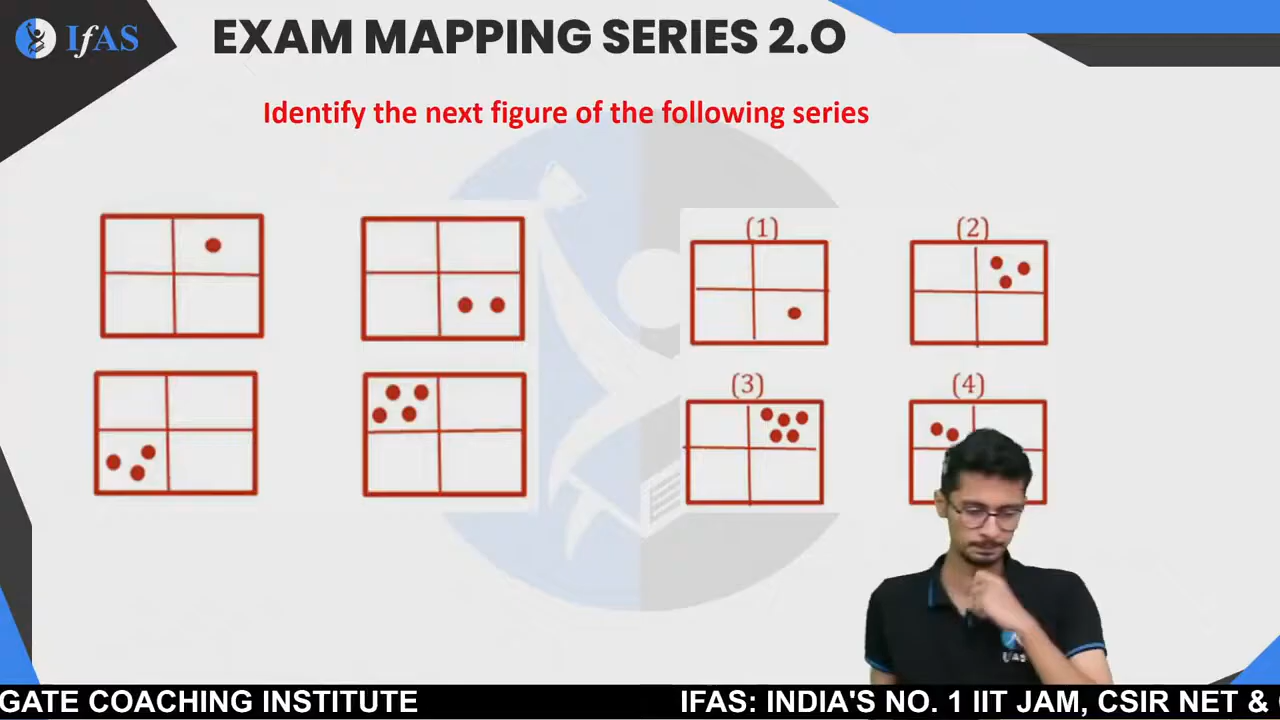 IfAS
EXAM MAPPING SERIES 2.O
Identify the next figure of the following series
(1)
(2)
(3)
(4)
IfAS
GATE COACHING INSTITUTE IFAS: INDIA'S NO. 1 IIT JAM, CSIR NET &